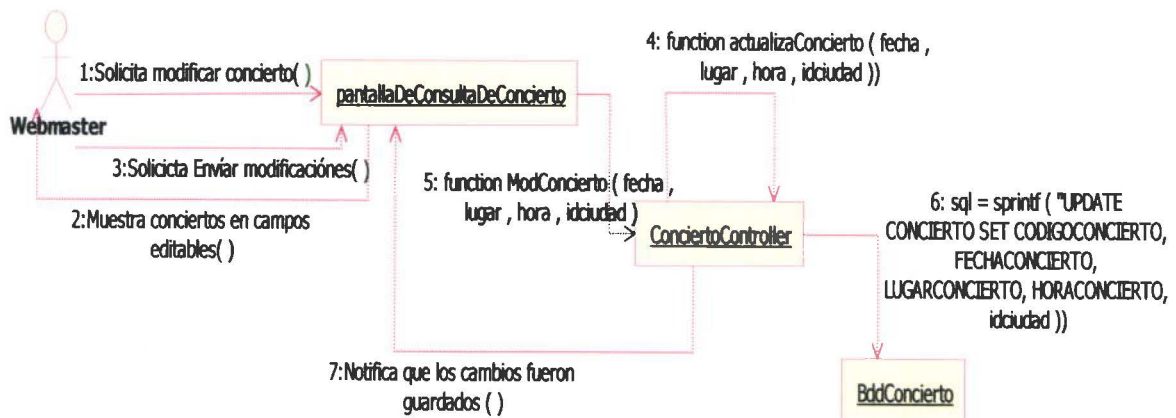 4: function actualizaConcierto ( fecha ,
lugar , hora , idciudad ))
1:Solicita modificar concierto( )
pantallaDeConsultaDeConcierto
Webmaster
3:Solicicta Envíar modificaciónes( )
5: function ModConcierto ( fecha ,
lugar , hora , idciudad )
2:Muestra conciertos en campos
editables( )
ConciertoController
6: sql = sprintf ( "UPDATE
CONCIERTO SET CODIGOCONCIERTO,
FECHACONCIERTO,
LUGARCONCIERTO, HORACONCIERTO,
idciudad ))
7:Notifica que los cambios fueron
guardados ( )
BddConcierto